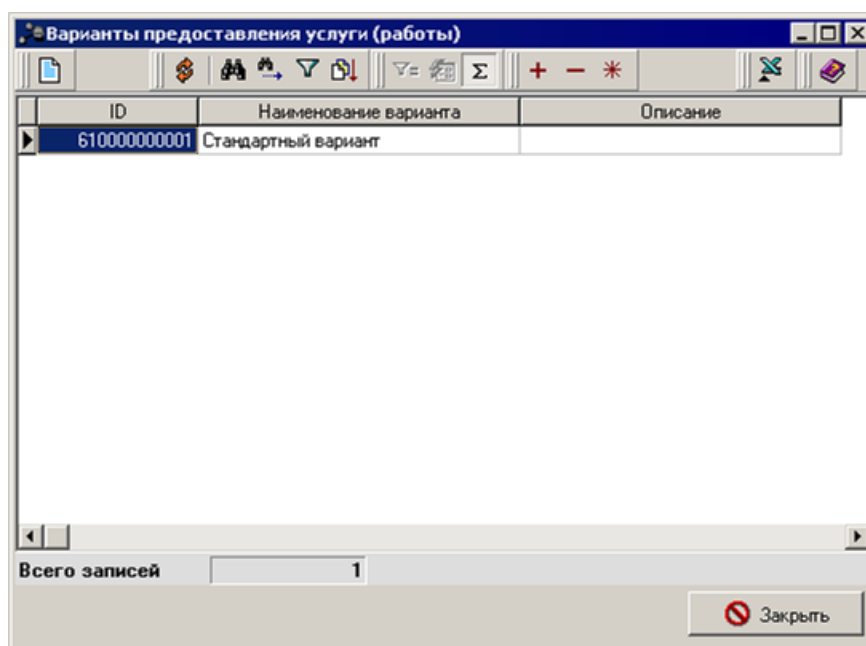 Варианты предоставления услуги (работы)
Σ
ID Наименование варианта Описание
610000000001 Стандартный вариант
Всего записей 1
Закрыть